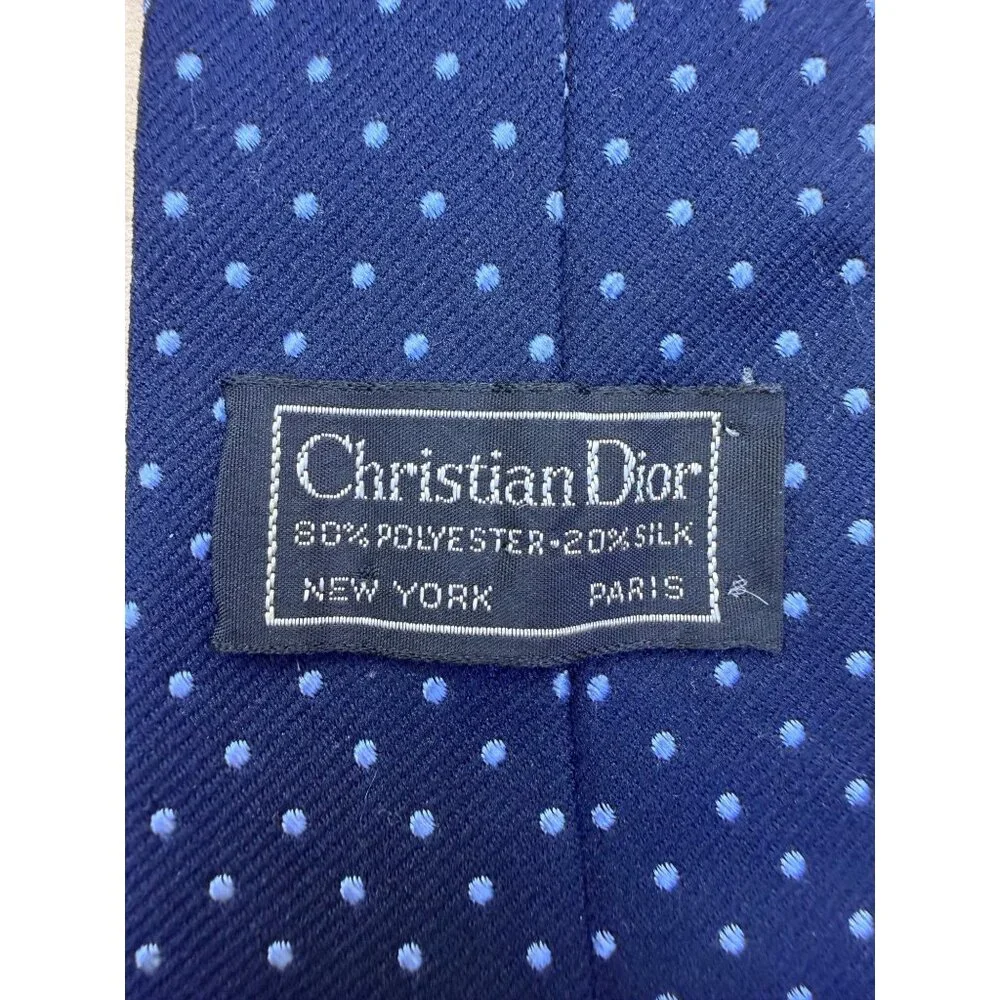 Christian Dior
80% POLYESTER • 20% SILK
NEW YORK PARIS